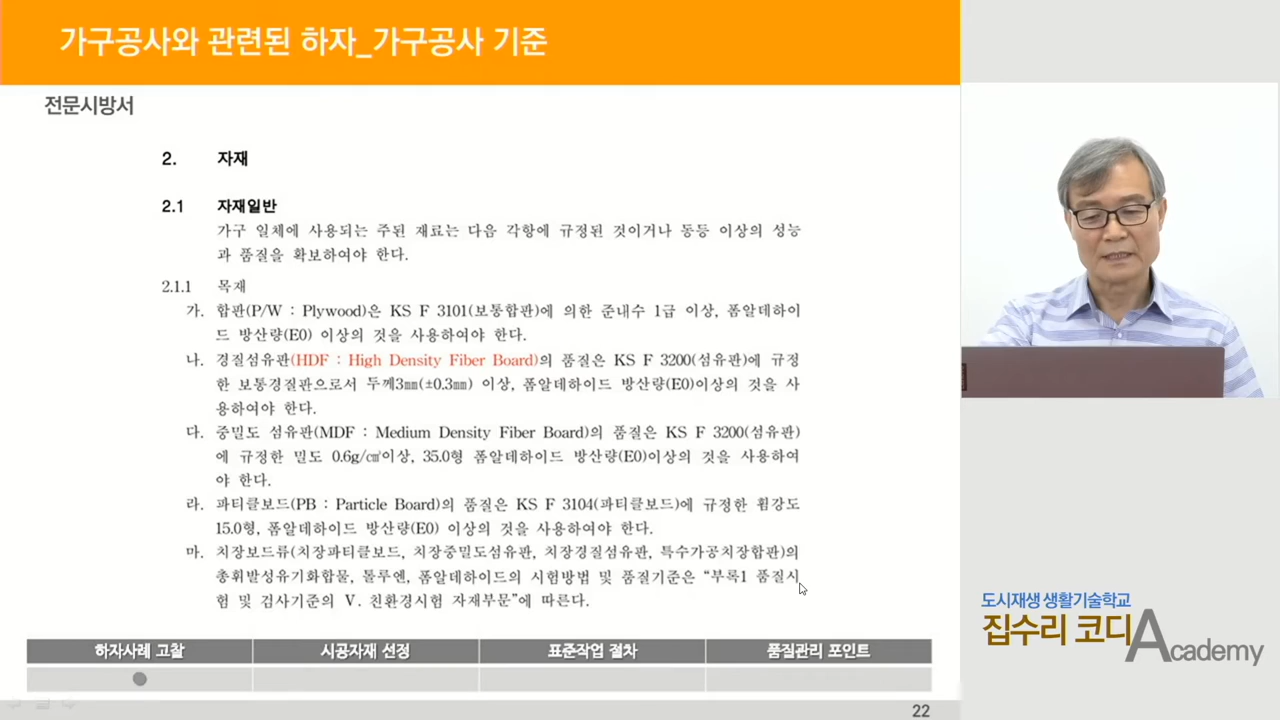 가구공사와 관련된 하자_가구공사 기준
전문시방서
2. 자재
2.1 자재일반
가구 일체에 사용되는 주된 재료는 다음 각항에 규정된 것이거나 동등 이상의 성능
과 품질을 확보하여야 한다.
2.1.1 목재
가. 합판(P/W : Plywood)은 KS F 3101(보통합판)에 의한 준내수 1급 이상, 폼알데하이
드 방산량(E0) 이상의 것을 사용하여야 한다.
나. 경질섬유판(HDF : High Density Fiber Board)의 품질은 KS F 3200(섬유판)에 규정
한 보통경질판으로서 두께3㎜(±0.3㎜) 이상, 폼알데하이드 방산량(E0)이상의 것을 사
용하여야 한다.
다. 중밀도 섬유판(MDF : Medium Density Fiber Board)의 품질은 KS F 3200(섬유판)
에 규정한 밀도 0.6g/㎤이상, 35.0형 폼알데하이드 방산량(E0)이상의 것을 사용하여
야 한다.
라. 파티클보드(PB : Particle Board)의 품질은 KS F 3104(파티클보드)에 규정한 휨강도
15.0형, 폼알데하이드 방산량(E0) 이상의 것을 사용하여야 한다.
마. 치장보드류(치장파티클보드, 치장중밀도섬유판, 치장경질섬유판, 특수가공치장합판)의
총휘발성유기화합물, 톨루엔, 폼알데하이드의 시험방법 및 품질기준은 “부록1 품질시
험 및 검사기준의 V. 친환경시험 자재부문”에 따른다.
하자사례 고찰 시공자재 선정 표준작업 절차 품질관리 포인트
22
도시재생 생활기술학교
집수리 코디 Academy